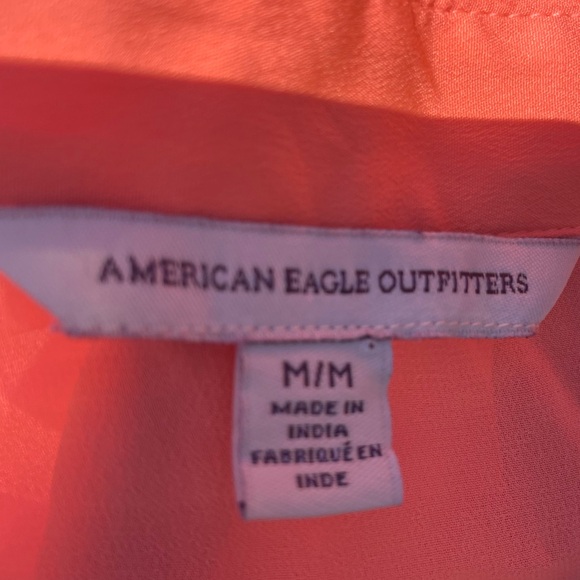 AMERICAN EAGLE OUTFITTERS
M/M
MADE IN
INDIA
FABRIQUÉ EN
INDE